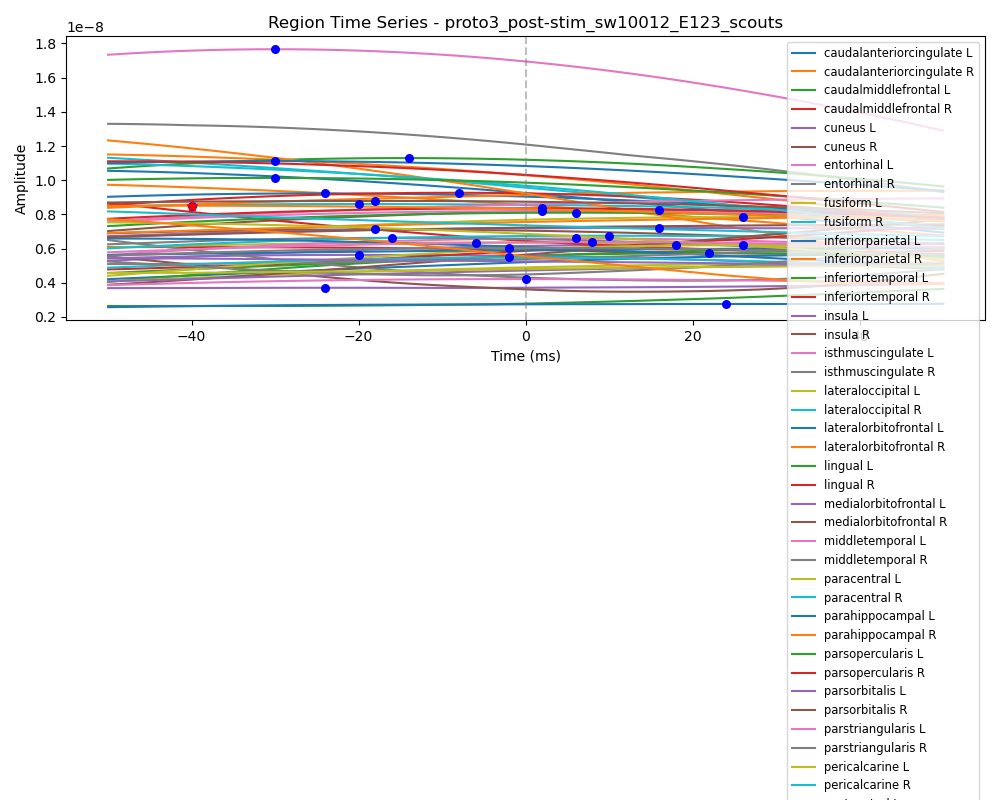 Region Time Series - proto3_post-stim_sw10012_E123_scouts
1e−8
1.8
1.6
1.4
1.2
1.0
0.8
0.6
0.4
0.2
Amplitude
−40
−20
0
20
Time (ms)
caudalanteriorcingulate L
caudalanteriorcingulate R
caudalmiddlefrontal L
caudalmiddlefrontal R
cuneus L
cuneus R
entorhinal L
entorhinal R
fusiform L
fusiform R
inferiorparietal L
inferiorparietal R
inferiortemporal L
inferiortemporal R
insula L
insula R
isthmuscingulate L
isthmuscingulate R
lateraloccipital L
lateraloccipital R
lateralorbitofrontal L
lateralorbitofrontal R
lingual L
lingual R
medialorbitofrontal L
medialorbitofrontal R
middletemporal L
middletemporal R
paracentral L
paracentral R
parahippocampal L
parahippocampal R
parsopercularis L
parsopercularis R
parsorbitalis L
parsorbitalis R
parstriangularis L
parstriangularis R
pericalcarine L
pericalcarine R